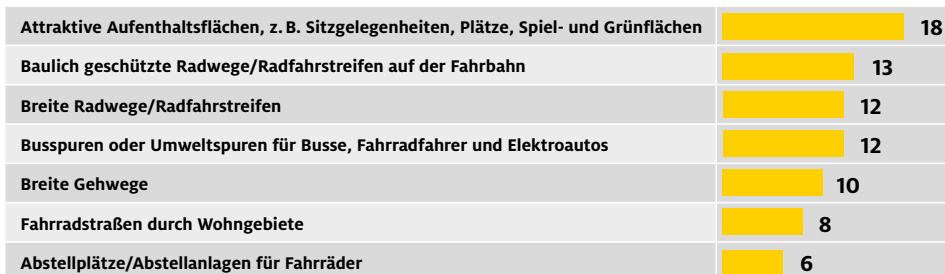 Attraktive Aufenthaltsflächen, z. B. Sitzgelegenheiten, Plätze, Spiel- und Grünflächen 18
Baulich geschützte Radwege/Radfahrstreifen auf der Fahrbahn 13
Breite Radwege/Radfahrstreifen 12
Busspuren oder Umweltspuren für Busse, Fahrradfahrer und Elektroautos 12
Breite Gehwege 10
Fahrradstraßen durch Wohngebiete 8
Abstellplätze/Abstellanlagen für Fahrräder 6